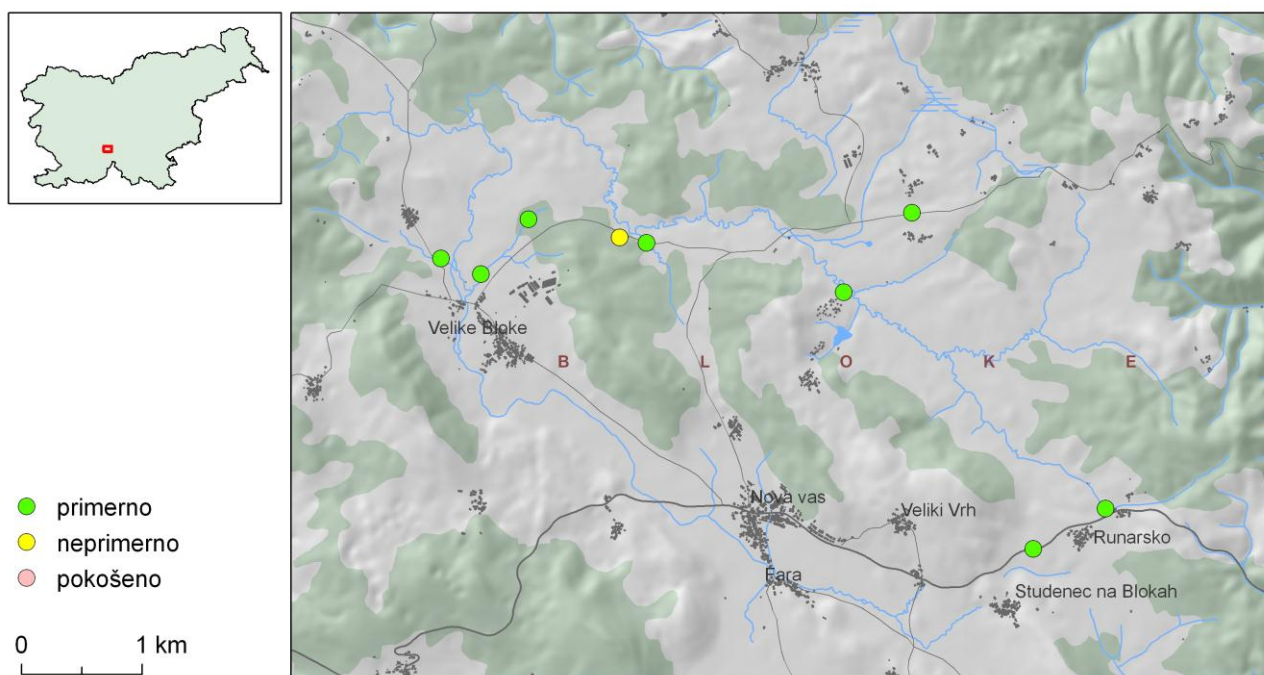 Velike Bloke
B L O K E
Nova vas
Veliki Vrh
Runarsko
Fara
Studenec na Blokah
primerno
neprimerno
pokošeno
0 1 km